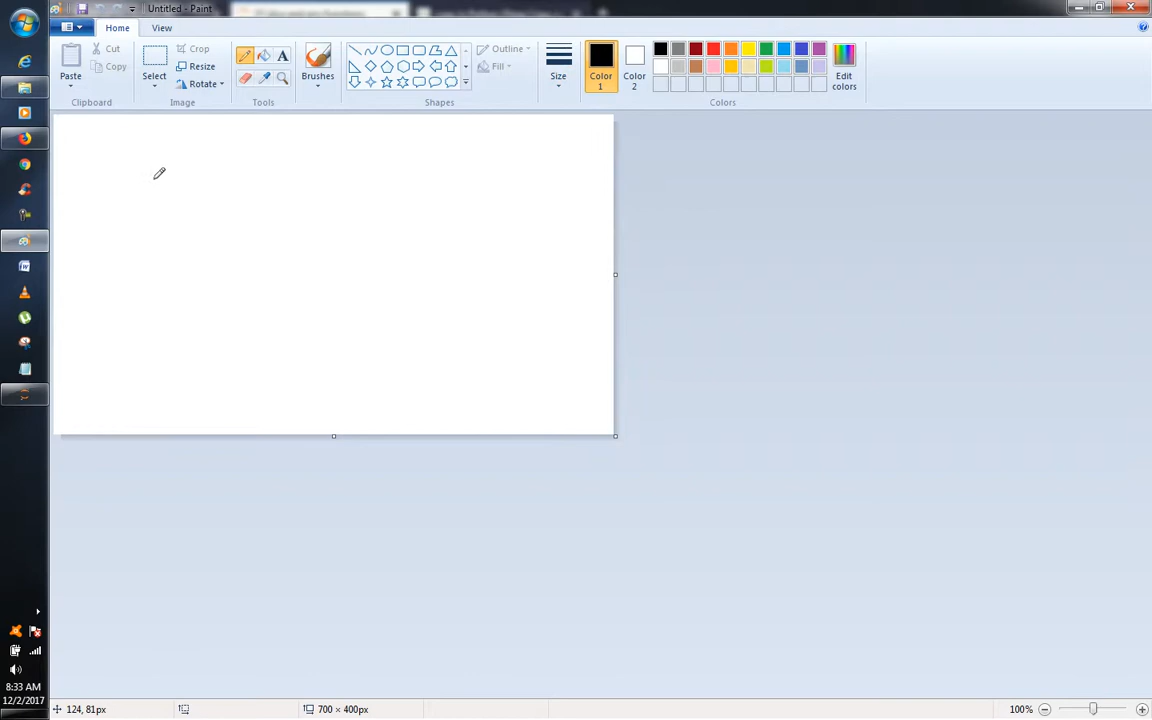 Untitled - Paint
Home
View
Paste
Cut
Copy
Clipboard
Select
Crop
Resize
Rotate
Image
A
Tools
Brushes
Outline
Fill
Shapes
Size
Color
1
Color
2
Edit
colors
Colors
8:33 AM
12/2/2017
124, 81px
700 × 400px
100%